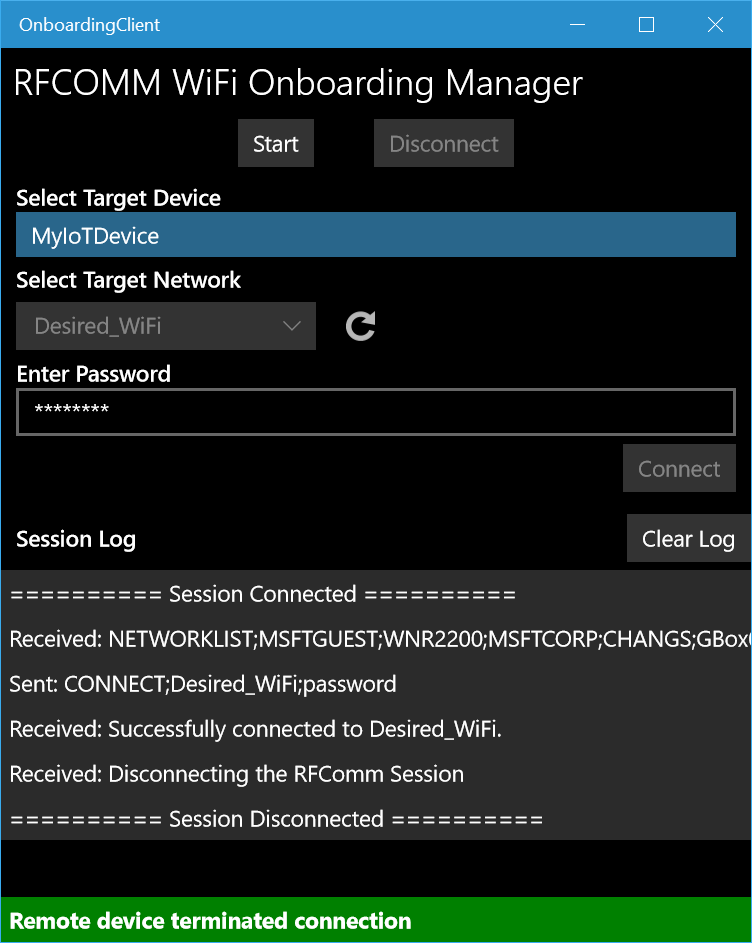 OnboardingClient
RFCOMM WiFi Onboarding Manager
Start Disconnect
Select Target Device
MyIoTDevice
Select Target Network
Desired_WiFi
Enter Password
********
Connect
Session Log Clear Log
========== Session Connected ==========
Received: NETWORKLIST;MSFTGUEST;WNR2200;MSFTCORP;CHANGS;GBox
Sent: CONNECT;Desired_WiFi;password
Received: Successfully connected to Desired_WiFi.
Received: Disconnecting the RFComm Session
========== Session Disconnected ==========
Remote device terminated connection